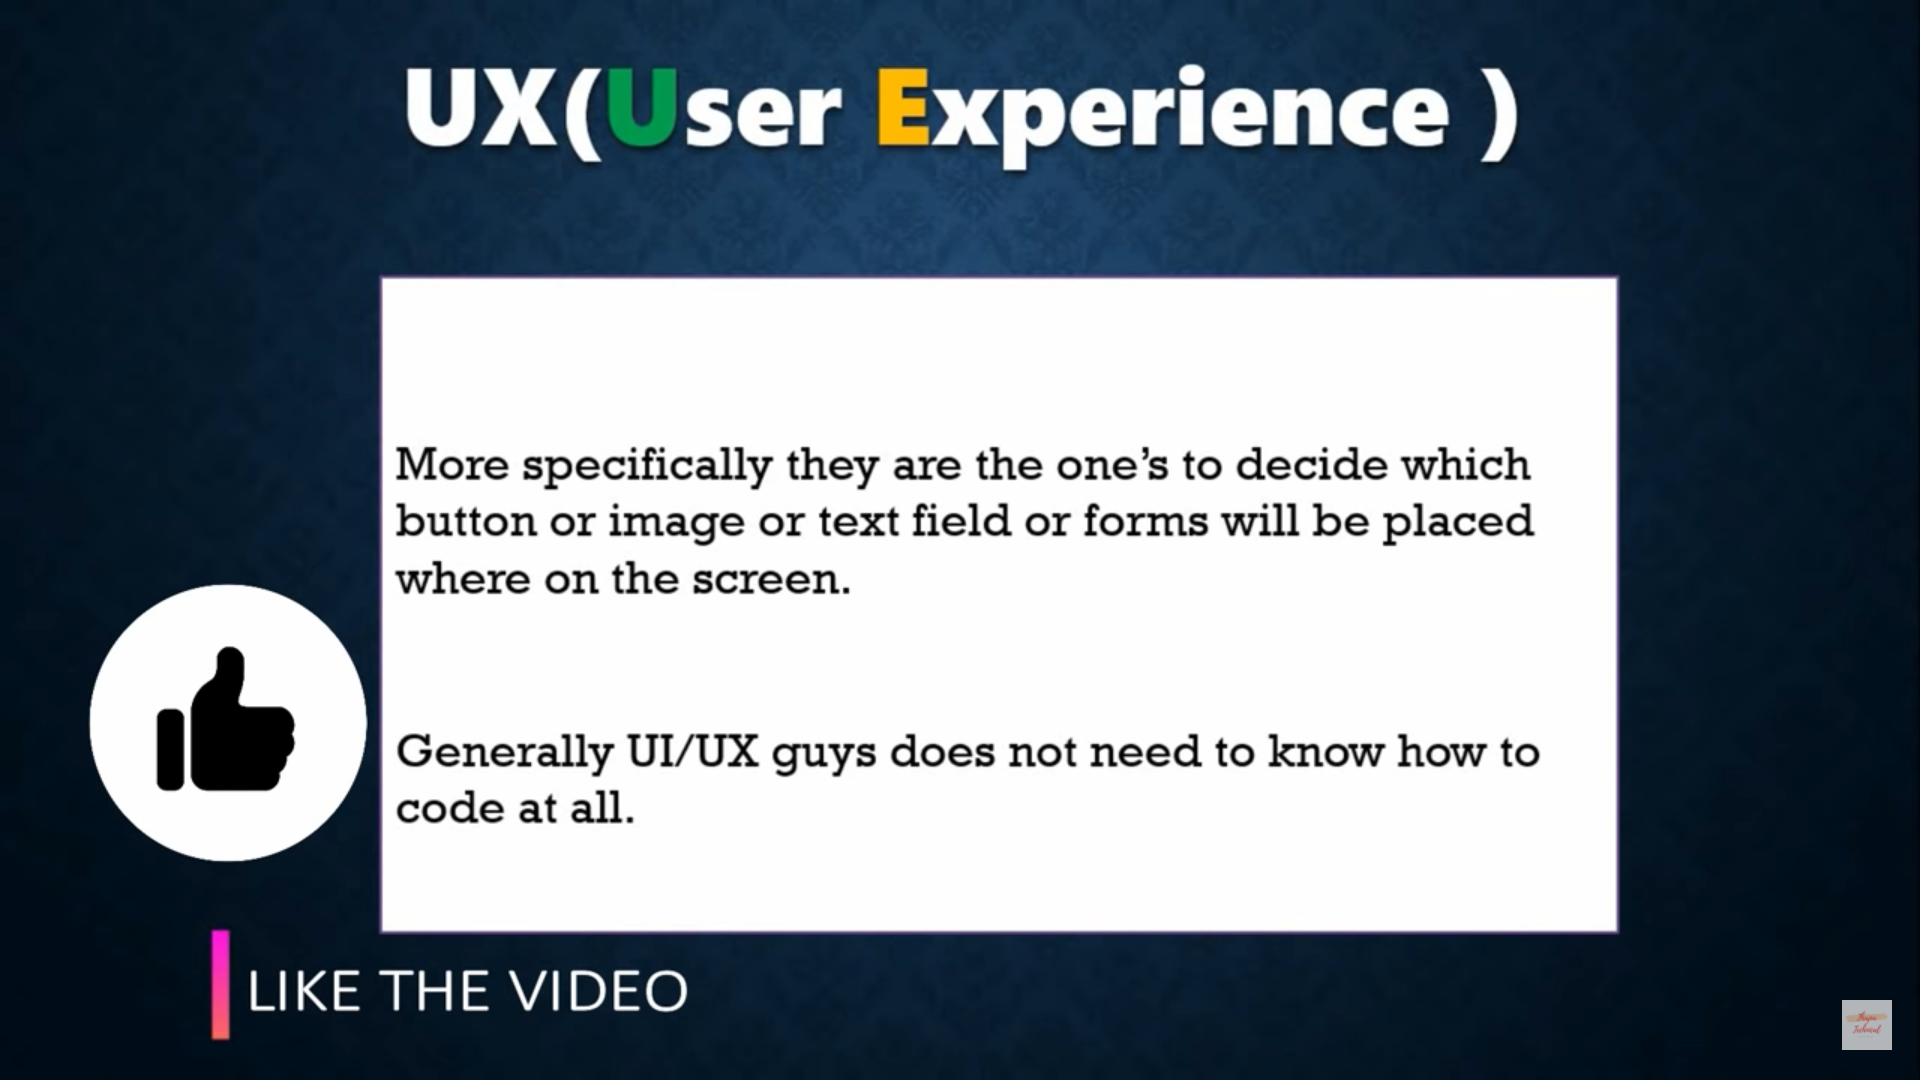 UX(User Experience )
More specifically they are the one’s to decide which
button or image or text field or forms will be placed
where on the screen.
Generally UI/UX guys does not need to know how to
code at all.
LIKE THE VIDEO
Technical